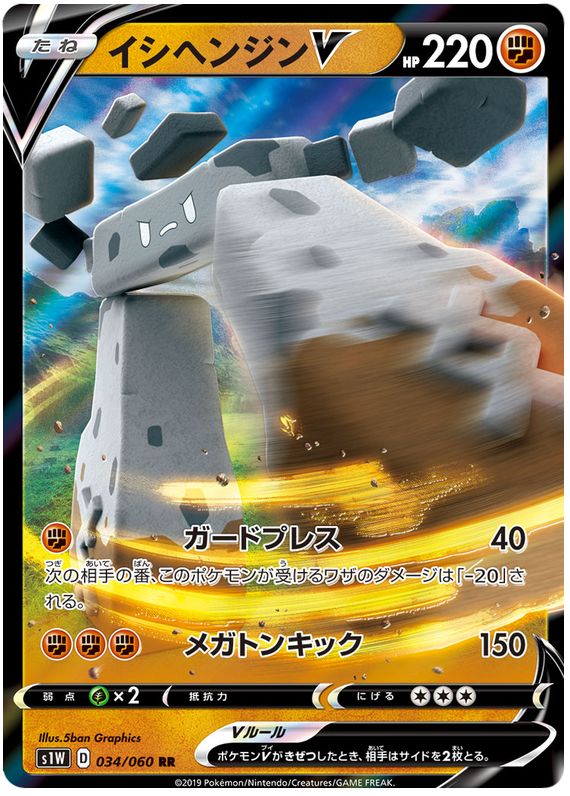 たね イシヘンジンV HP 220
ガードプレス 40
次の相手の番、このポケモンが受けるワザのダメージは「-20」さ
れる。
メガトンキック 150
弱点 ×2 抵抗力 にげる
Illus.5ban Graphics
Vルール
s1W D 034/060 RR
ポケモンVがきぜつしたとき、相手はサイドを2枚とる。
©2019 Pokémon/Nintendo/Creatures/GAME FREAK.